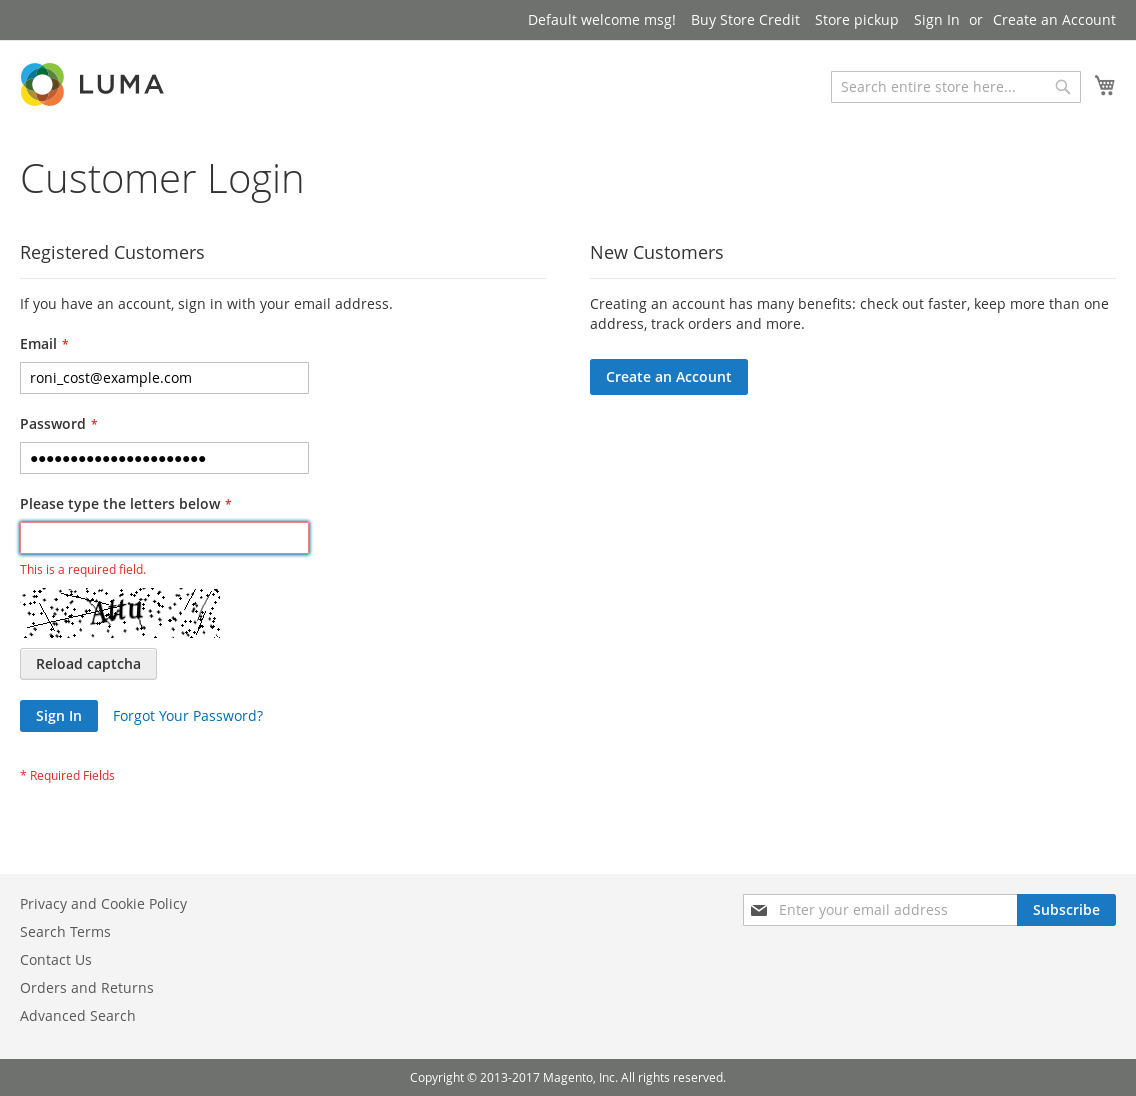 Default welcome msg! Buy Store Credit Store pickup Sign In or Create an Account
LUMA
Search entire store here...
Customer Login
Registered Customers
If you have an account, sign in with your email address.
Email *
roni_cost@example.com
Password *
Please type the letters below *
This is a required field.
Reload captcha
Sign In Forgot Your Password?
* Required Fields
New Customers
Creating an account has many benefits: check out faster, keep more than one
address, track orders and more.
Create an Account
Privacy and Cookie Policy
Search Terms
Contact Us
Orders and Returns
Advanced Search
Enter your email address Subscribe
Copyright © 2013-2017 Magento, Inc. All rights reserved.